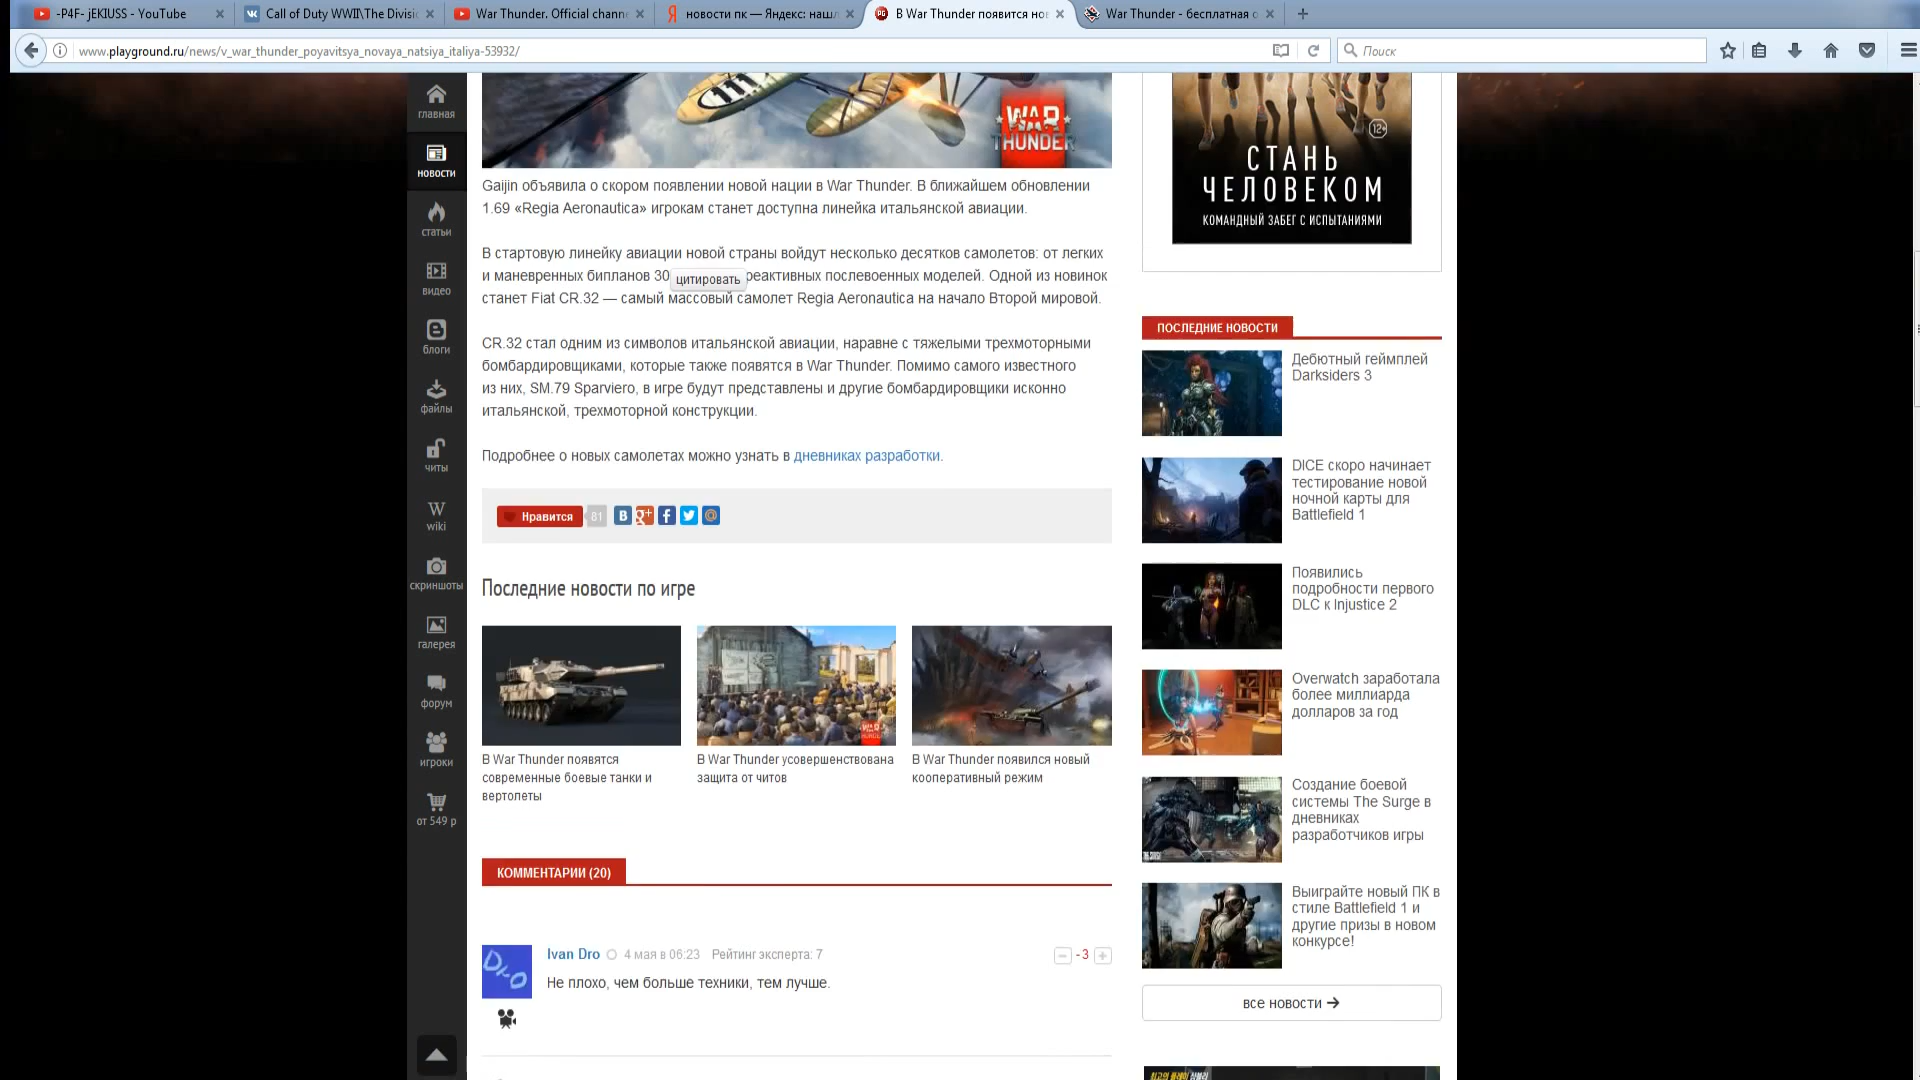 -P4F- jEKIUSS - YouTube
Call of Duty WWII\The Divisi
War Thunder. Official channe
новости пк — Яндекс: наш
В War Thunder появится но
War Thunder - бесплатная о
www.playground.ru/news/v_war_thunder_poyavitsya_novaya_natsiya_italiya-53932/
Поиск
главная
новости
статьи
видео
блоги
файлы
читы
wiki
скриншоты
галерея
форум
игроки
от 549 р
WAR THUNDER
Gaijin объявила о скором появлении новой нации в War Thunder. В ближайшем обновлении
1.69 «Regia Aeronautica» игрокам станет доступна линейка итальянской авиации.
В стартовую линейку авиации новой страны войдут несколько десятков самолетов: от легких
и маневренных бипланов 30 цитировать реактивных послевоенных моделей. Одной из новинок
станет Fiat CR.32 — самый массовый самолет Regia Aeronautica на начало Второй мировой.
CR.32 стал одним из символов итальянской авиации, наравне с тяжелыми трехмоторными
бомбардировщиками, которые также появятся в War Thunder. Помимо самого известного
из них, SM.79 Sparviero, в игре будут представлены и другие бомбардировщики исконно
итальянской, трехмоторной конструкции.
Подробнее о новых самолетах можно узнать в дневниках разработки.
Нравится 81
Последние новости по игре
В War Thunder появятся
современные боевые танки и
вертолеты
В War Thunder усовершенствована
защита от читов
В War Thunder появился новый
кооперативный режим
КОММЕНТАРИИ (20)
Ivan Dro 4 мая в 06:23 Рейтинг эксперта: 7 -3
Не плохо, чем больше техники, тем лучше.
12+
СТАНЬ
ЧЕЛОВЕКОМ
КОМАНДНЫЙ ЗАБЕГ С ИСПЫТАНИЯМИ
ПОСЛЕДНИЕ НОВОСТИ
Дебютный геймплей
Darksiders 3
DICE скоро начинает
тестирование новой
ночной карты для
Battlefield 1
Появились
подробности первого
DLC к Injustice 2
Overwatch заработала
более миллиарда
долларов за год
Создание боевой
системы The Surge в
дневниках
разработчиков игры
Выиграйте новый ПК в
стиле Battlefield 1 и
другие призы в новом
конкурсе!
все новости →